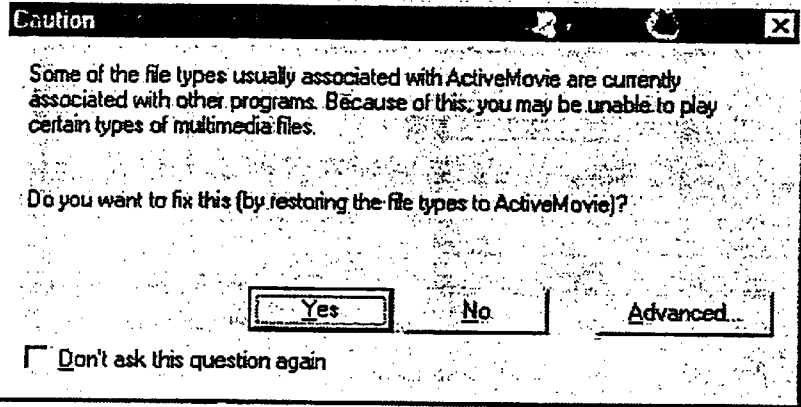 Caution
Some of the file types usually associated with ActiveMovie are currently
associated with other programs. Because of this, you may be unable to play
certain types of multimedia files.
Do you want to fix this (by restoring the file types to ActiveMovie)?
Yes
No
Advanced...
Don't ask this question again